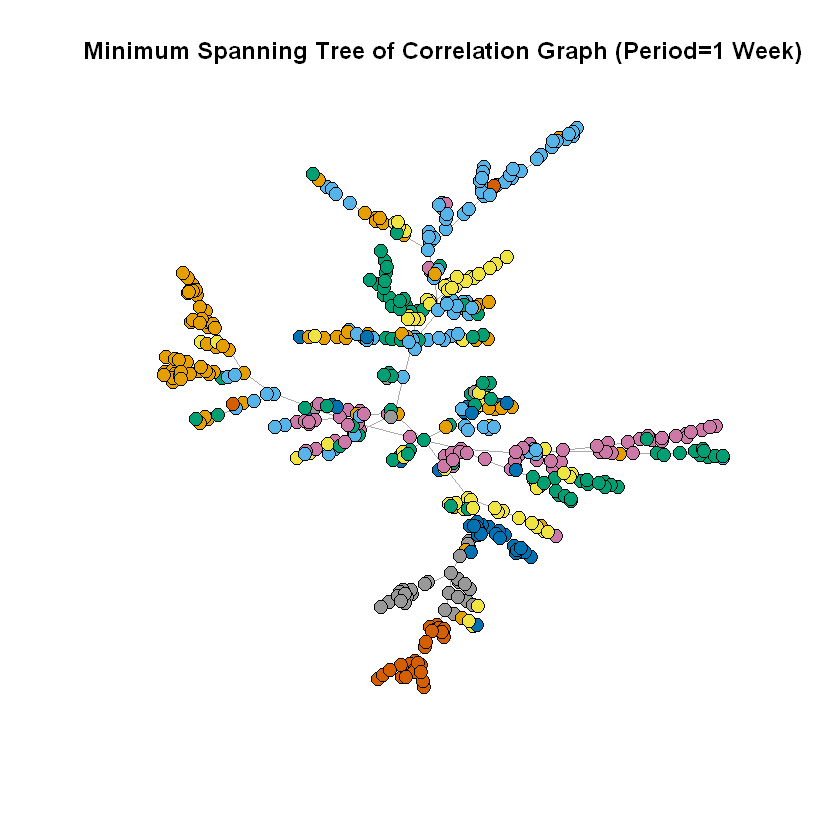 Minimum Spanning Tree of Correlation Graph (Period=1 Week)